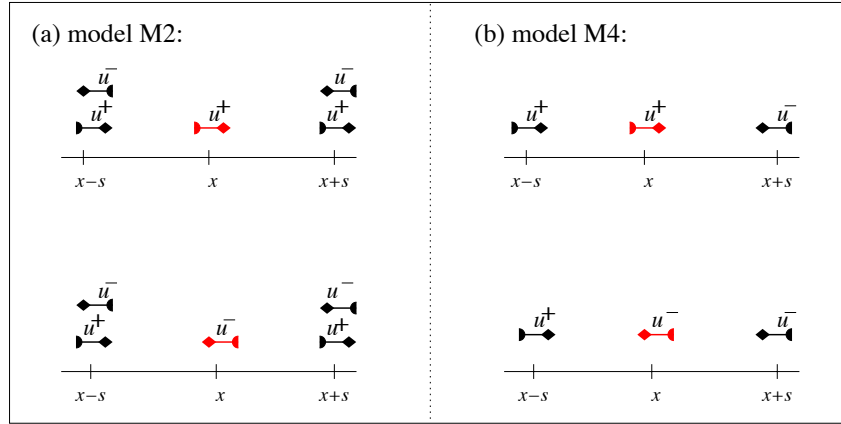 (a) model M2:
u⁻ u⁻
u⁺ u⁺ u⁺
x−s x x+s
u⁻ u⁻
u⁺ u⁻ u⁺
x−s x x+s
(b) model M4:
u⁺ u⁺ u⁻
x−s x x+s
u⁺ u⁻ u⁻
x−s x x+s